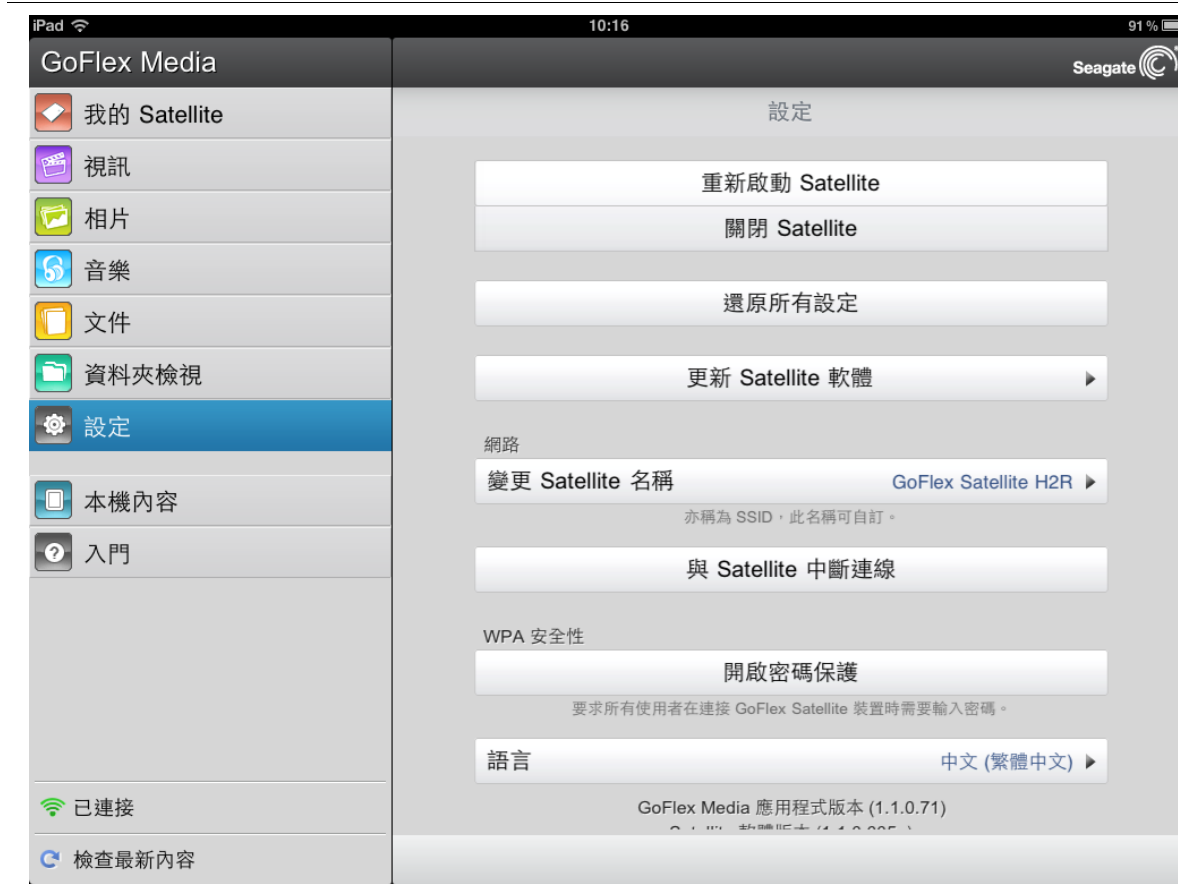 iPad 10:16 91 %
GoFlex Media
Seagate
我的 Satellite
視訊
相片
音樂
文件
資料夾檢視
設定
本機內容
入門
已連接
檢查最新內容
設定
重新啟動 Satellite
關閉 Satellite
還原所有設定
更新 Satellite 軟體
網路
變更 Satellite 名稱 GoFlex Satellite H2R
亦稱為 SSID，此名稱可自訂。
與 Satellite 中斷連線
WPA 安全性
開啟密碼保護
要求所有使用者在連接 GoFlex Satellite 裝置時需要輸入密碼。
語言 中文 (繁體中文)
GoFlex Media 應用程式版本 (1.1.0.71)